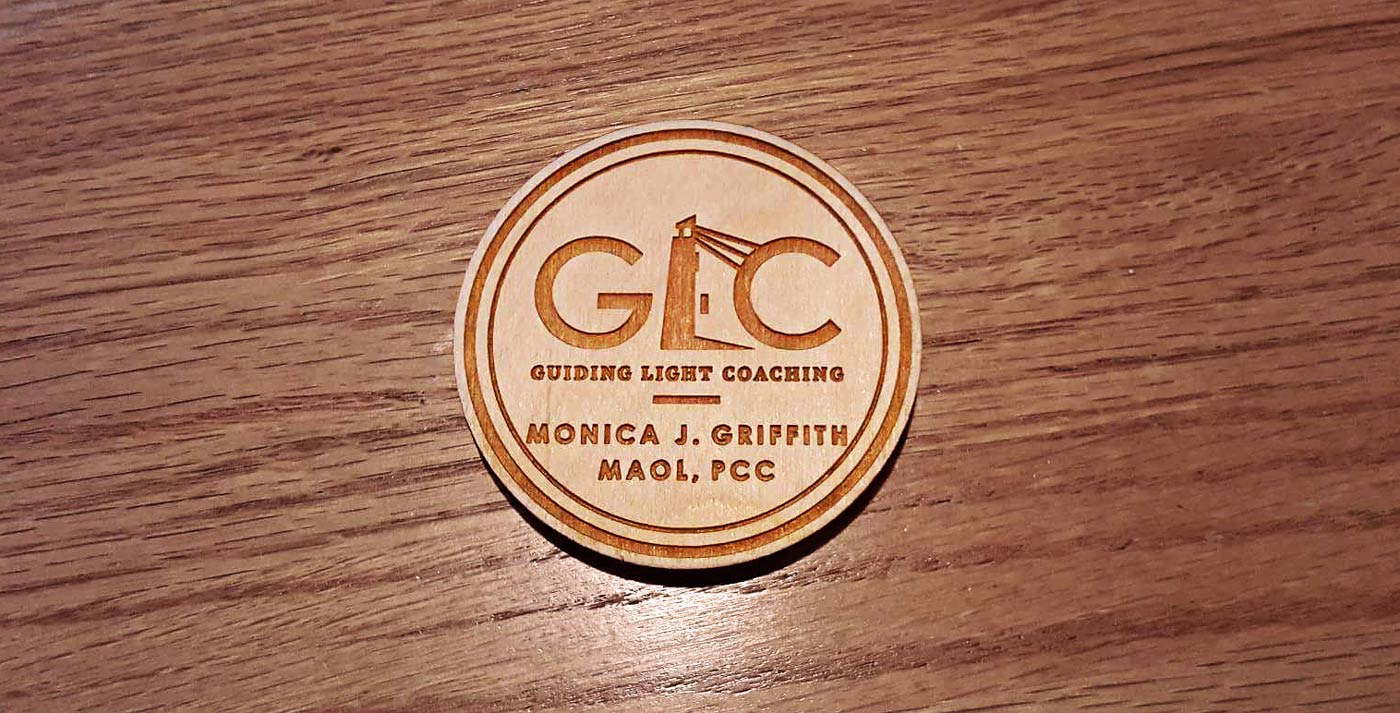 GLC
GUIDING LIGHT COACHING
MONICA J. GRIFFITH
MAOL, PCC